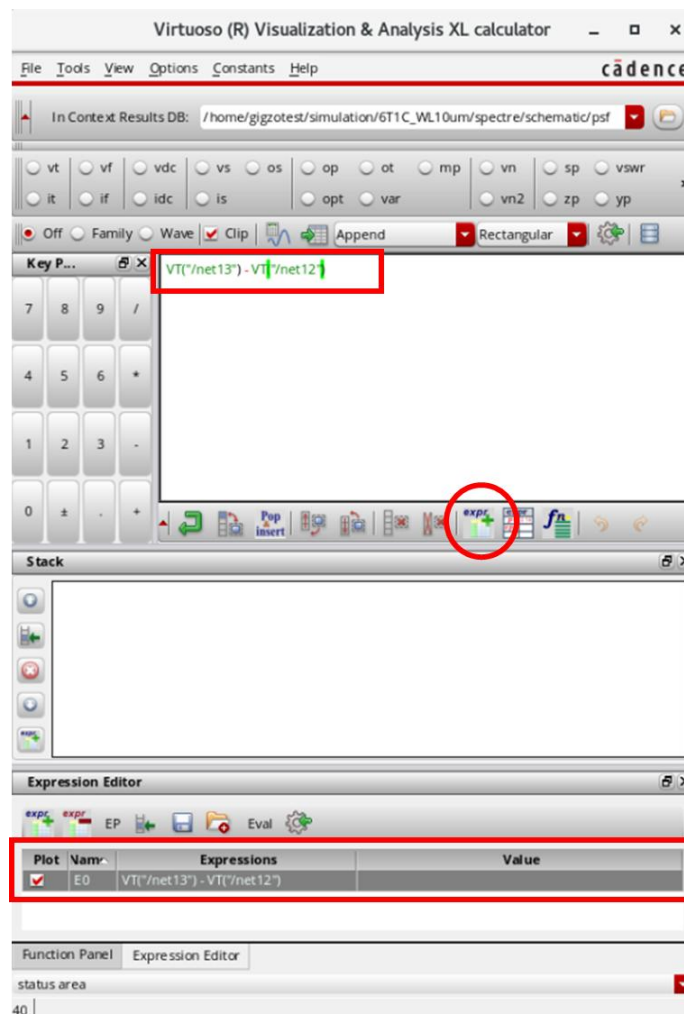 Virtuoso (R) Visualization & Analysis XL calculator
File Tools View Options Constants Help cādence
In Context Results DB: /home/gigzotest/simulation/6T1C_WL10um/spectre/schematic/psf
vt vf vdc vs os op ot mp vn sp vswr
it if idc is opt var vn2 zp yp
Off Family Wave Clip Append Rectangular
Key P...
VT("/net13") - VT("/net12")
7 8 9 /
4 5 6 *
1 2 3 -
0 ± . +
Pop insert expr expr fn
Stack
expr
Expression Editor
expr expr EP Eval
Plot Name Expressions Value
E0 VT("/net13") - VT("/net12")
Function Panel Expression Editor
status area
40